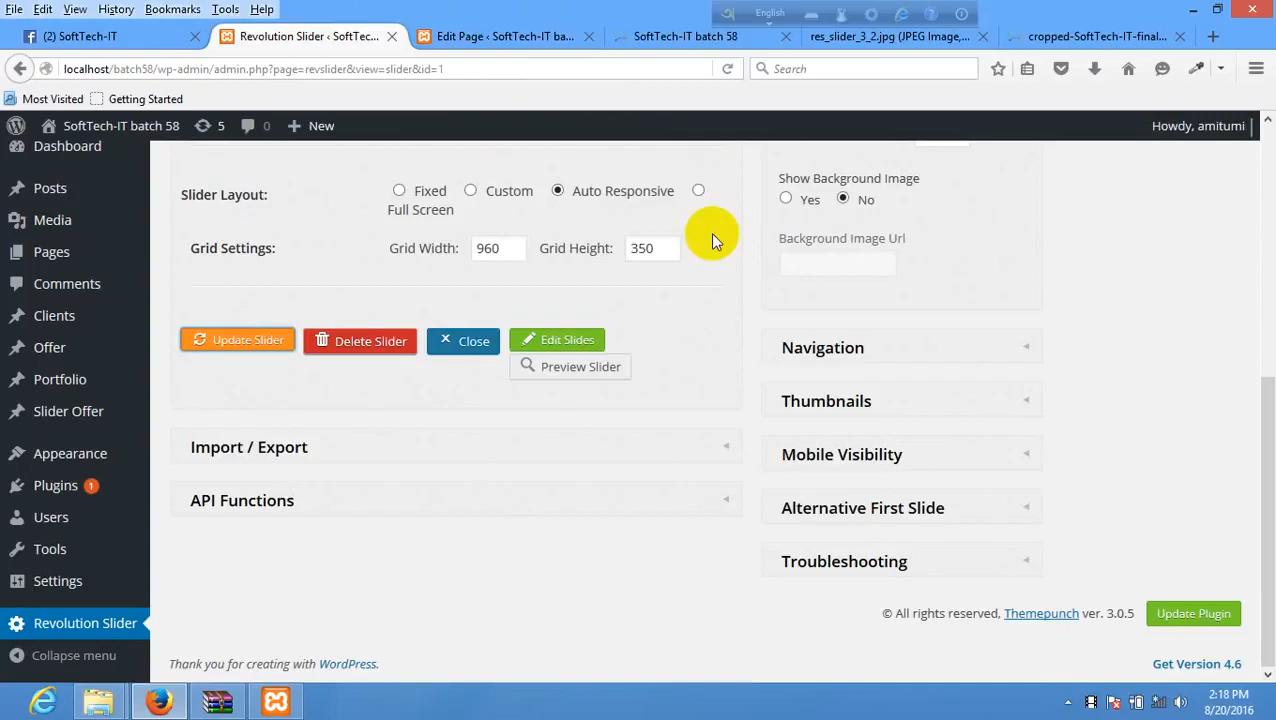 File Edit View History Bookmarks Tools Help
English
(2) SoftTech-IT
Revolution Slider ‹ SoftTec...
Edit Page ‹ SoftTech-IT ba...
SoftTech-IT batch 58
res_slider_3_2.jpg (JPEG Image,...
cropped-SoftTech-IT-final...
localhost/batch58/wp-admin/admin.php?page=revslider&view=slider&id=1
Search
Most Visited Getting Started
SoftTech-IT batch 58 5 0 New Howdy, amitumi
Dashboard
Posts
Media
Pages
Comments
Clients
Offer
Portfolio
Slider Offer
Appearance
Plugins 1
Users
Tools
Settings
Revolution Slider
Collapse menu
Slider Layout: Fixed Custom Auto Responsive
Full Screen
Grid Settings: Grid Width: 960 Grid Height: 350
Update Slider Delete Slider Close Edit Slides
Preview Slider
Import / Export
API Functions
Show Background Image
Yes No
Background Image Url
Navigation
Thumbnails
Mobile Visibility
Alternative First Slide
Troubleshooting
© All rights reserved, Themepunch ver. 3.0.5 Update Plugin
Thank you for creating with WordPress. Get Version 4.6
2:18 PM
8/20/2016